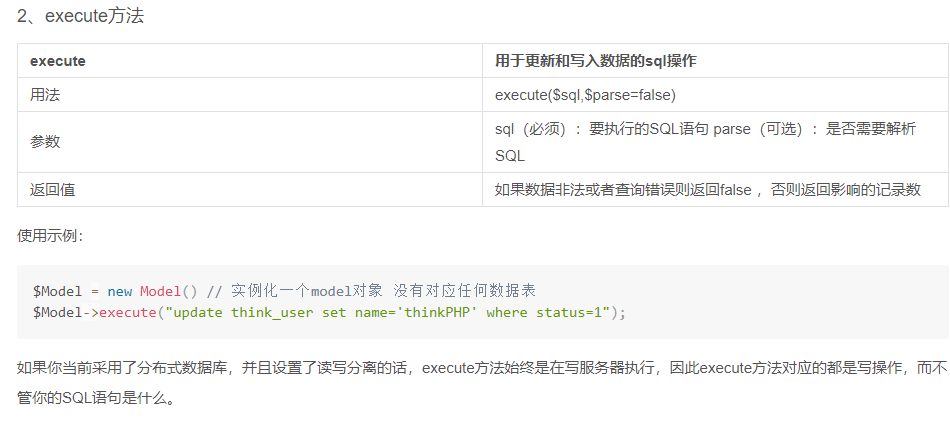 2、execute方法
execute 用于更新和写入数据的sql操作
用法 execute($sql,$parse=false)
参数 sql（必须）：要执行的SQL语句 parse（可选）：是否需要解析
SQL
返回值 如果数据非法或者查询错误则返回false ，否则返回影响的记录数
使用示例：
$Model = new Model() // 实例化一个model对象 没有对应任何数据表
$Model->execute("update think_user set name='thinkPHP' where status=1");
如果你当前采用了分布式数据库，并且设置了读写分离的话，execute方法始终是在写服务器执行，因此execute方法对应的都是写操作，而不
管你的SQL语句是什么。